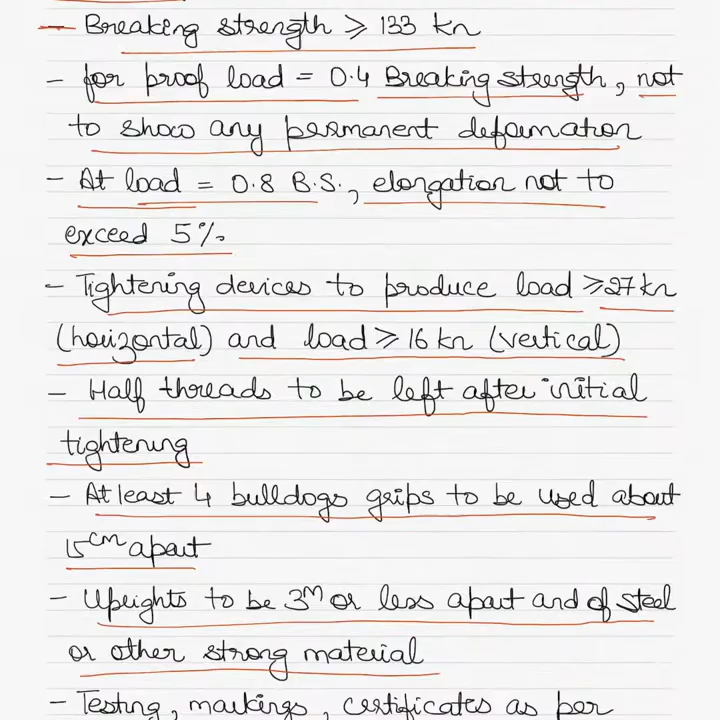 - Breaking strength ≥ 133 kn
- for proof load = 0.4 Breaking strength, not
to show any permanent deformation
- At load = 0.8 B.S., elongation not to
exceed 5%.
- Tightening devices to produce load ≥27 kn
(horizontal) and load ≥ 16 kn (vertical)
- Half threads to be left after initial
tightening
- At least 4 bulldogs grips to be used about
15cm apart
- Uprights to be 3M or less apart and of steel
or other strong material
- Testing, markings, certificates as per